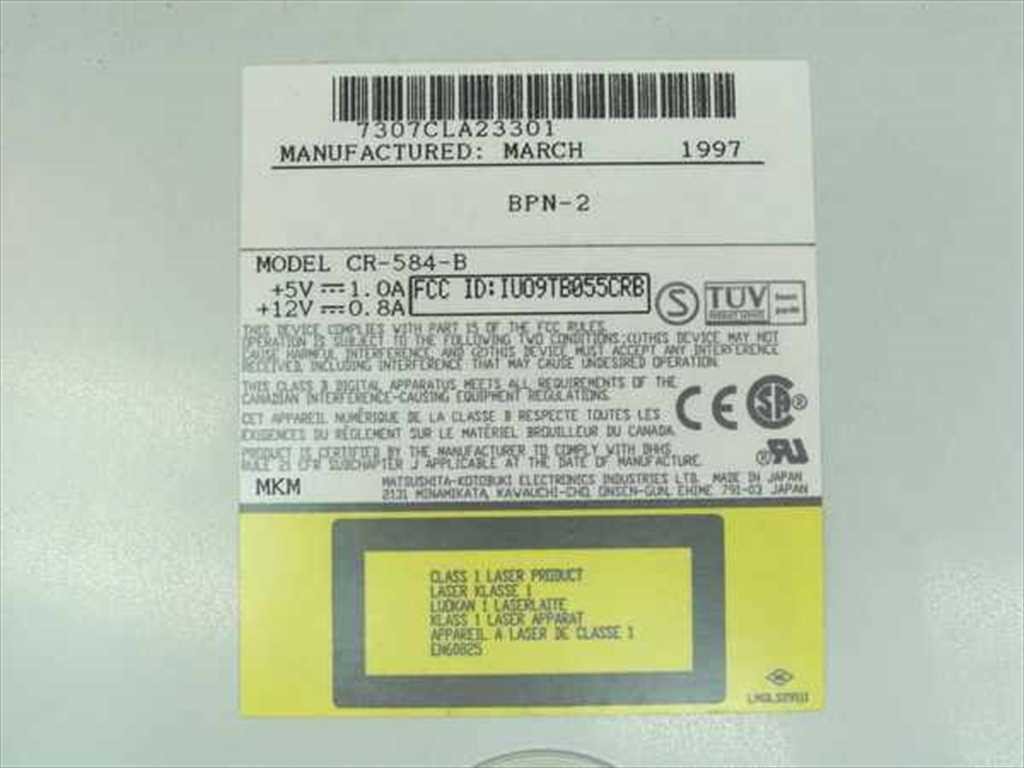 7307CLA23301
MANUFACTURED: MARCH 1997
BPN-2
MODEL CR-584-B
+5V ⎓ 1.0A
+12V ⎓ 0.8A
FCC ID:IUO9TB055CRB
S
TÜV
THIS DEVICE COMPLIES WITH PART 15 OF THE FCC RULES.
OPERATION IS SUBJECT TO THE FOLLOWING TWO CONDITIONS:(1)THIS DEVICE MAY NOT
CAUSE HARMFUL INTERFERENCE, AND (2)THIS DEVICE MUST ACCEPT ANY INTERFERENCE
RECEIVED, INCLUDING INTERFERENCE THAT MAY CAUSE UNDESIRED OPERATION.
THIS CLASS B DIGITAL APPARATUS MEETS ALL REQUIREMENTS OF THE
CANADIAN INTERFERENCE-CAUSING EQUIPMENT REGULATIONS.
CET APPAREIL NUMÉRIQUE DE LA CLASSE B RESPECTE TOUTES LES
EXIGENCES DU RÈGLEMENT SUR LE MATÉRIEL BROUILLEUR DU CANADA.
CE SA ®
PRODUCT IS CERTIFIED BY THE MANUFACTURER TO COMPLY WITH DHHS
RULE 21 CFR SUBCHAPTER J APPLICABLE AT THE DATE OF MANUFACTURE.
® UR
MKM
MATSUSHITA-KOTOBUKI ELECTRONICS INDUSTRIES LTD. MADE IN JAPAN
2131 MINAMIKATA, KAWAUCHI-CHO, ONSEN-GUN, EHIME 791-03 JAPAN
CLASS 1 LASER PRODUCT
LASER KLASSE 1
LUOKAN 1 LASERLAITE
KLASS 1 LASER APPARAT
APPAREIL A LASER DE CLASSE 1
EN60825